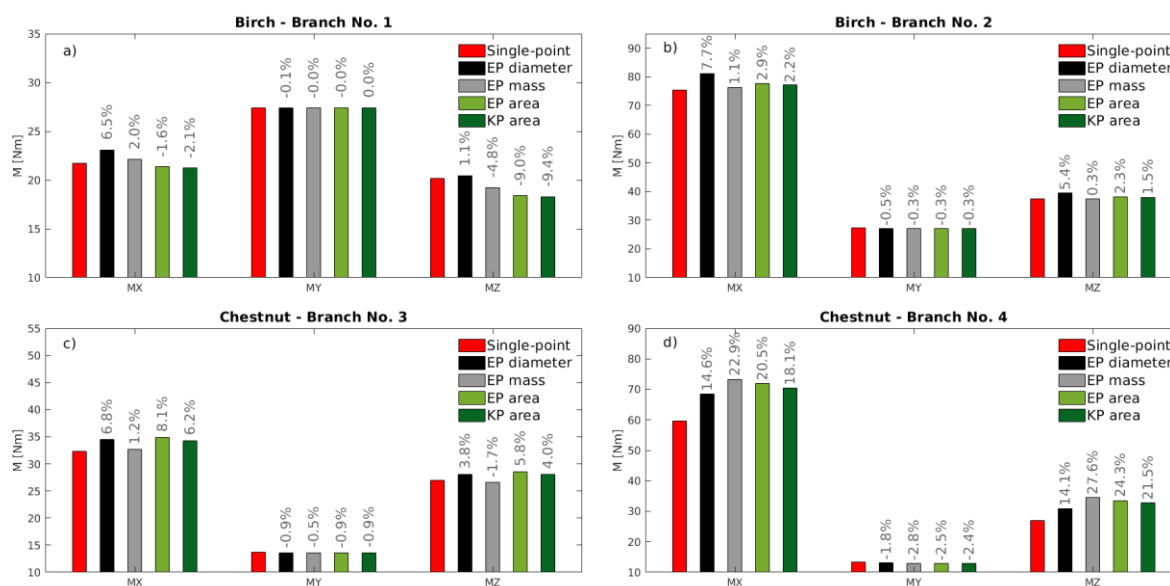 Birch - Branch No. 1
a)
M [Nm]
35
30
25
20
15
10
Single-point
EP diameter
EP mass
EP area
KP area
6.5%
2.0%
-1.6%
-2.1%
-0.1%
-0.0%
-0.0%
0.0%
1.1%
-4.8%
-9.0%
-9.4%
MX
MY
MZ
Birch - Branch No. 2
b)
M [Nm]
90
80
70
60
50
40
30
20
10
Single-point
EP diameter
EP mass
EP area
KP area
7.7%
1.1%
2.9%
2.2%
-0.5%
-0.3%
-0.3%
-0.3%
5.4%
0.3%
2.3%
1.5%
MX
MY
MZ
Chestnut - Branch No. 3
c)
M [Nm]
55
50
45
40
35
30
25
20
15
10
Single-point
EP diameter
EP mass
EP area
KP area
6.8%
1.2%
8.1%
6.2%
-0.9%
-0.5%
-0.9%
-0.9%
3.8%
-1.7%
5.8%
4.0%
MX
MY
MZ
Chestnut - Branch No. 4
d)
M [Nm]
90
80
70
60
50
40
30
20
10
Single-point
EP diameter
EP mass
EP area
KP area
14.6%
22.9%
20.5%
18.1%
-1.8%
-2.8%
-2.5%
-2.4%
14.1%
27.6%
24.3%
21.5%
MX
MY
MZ